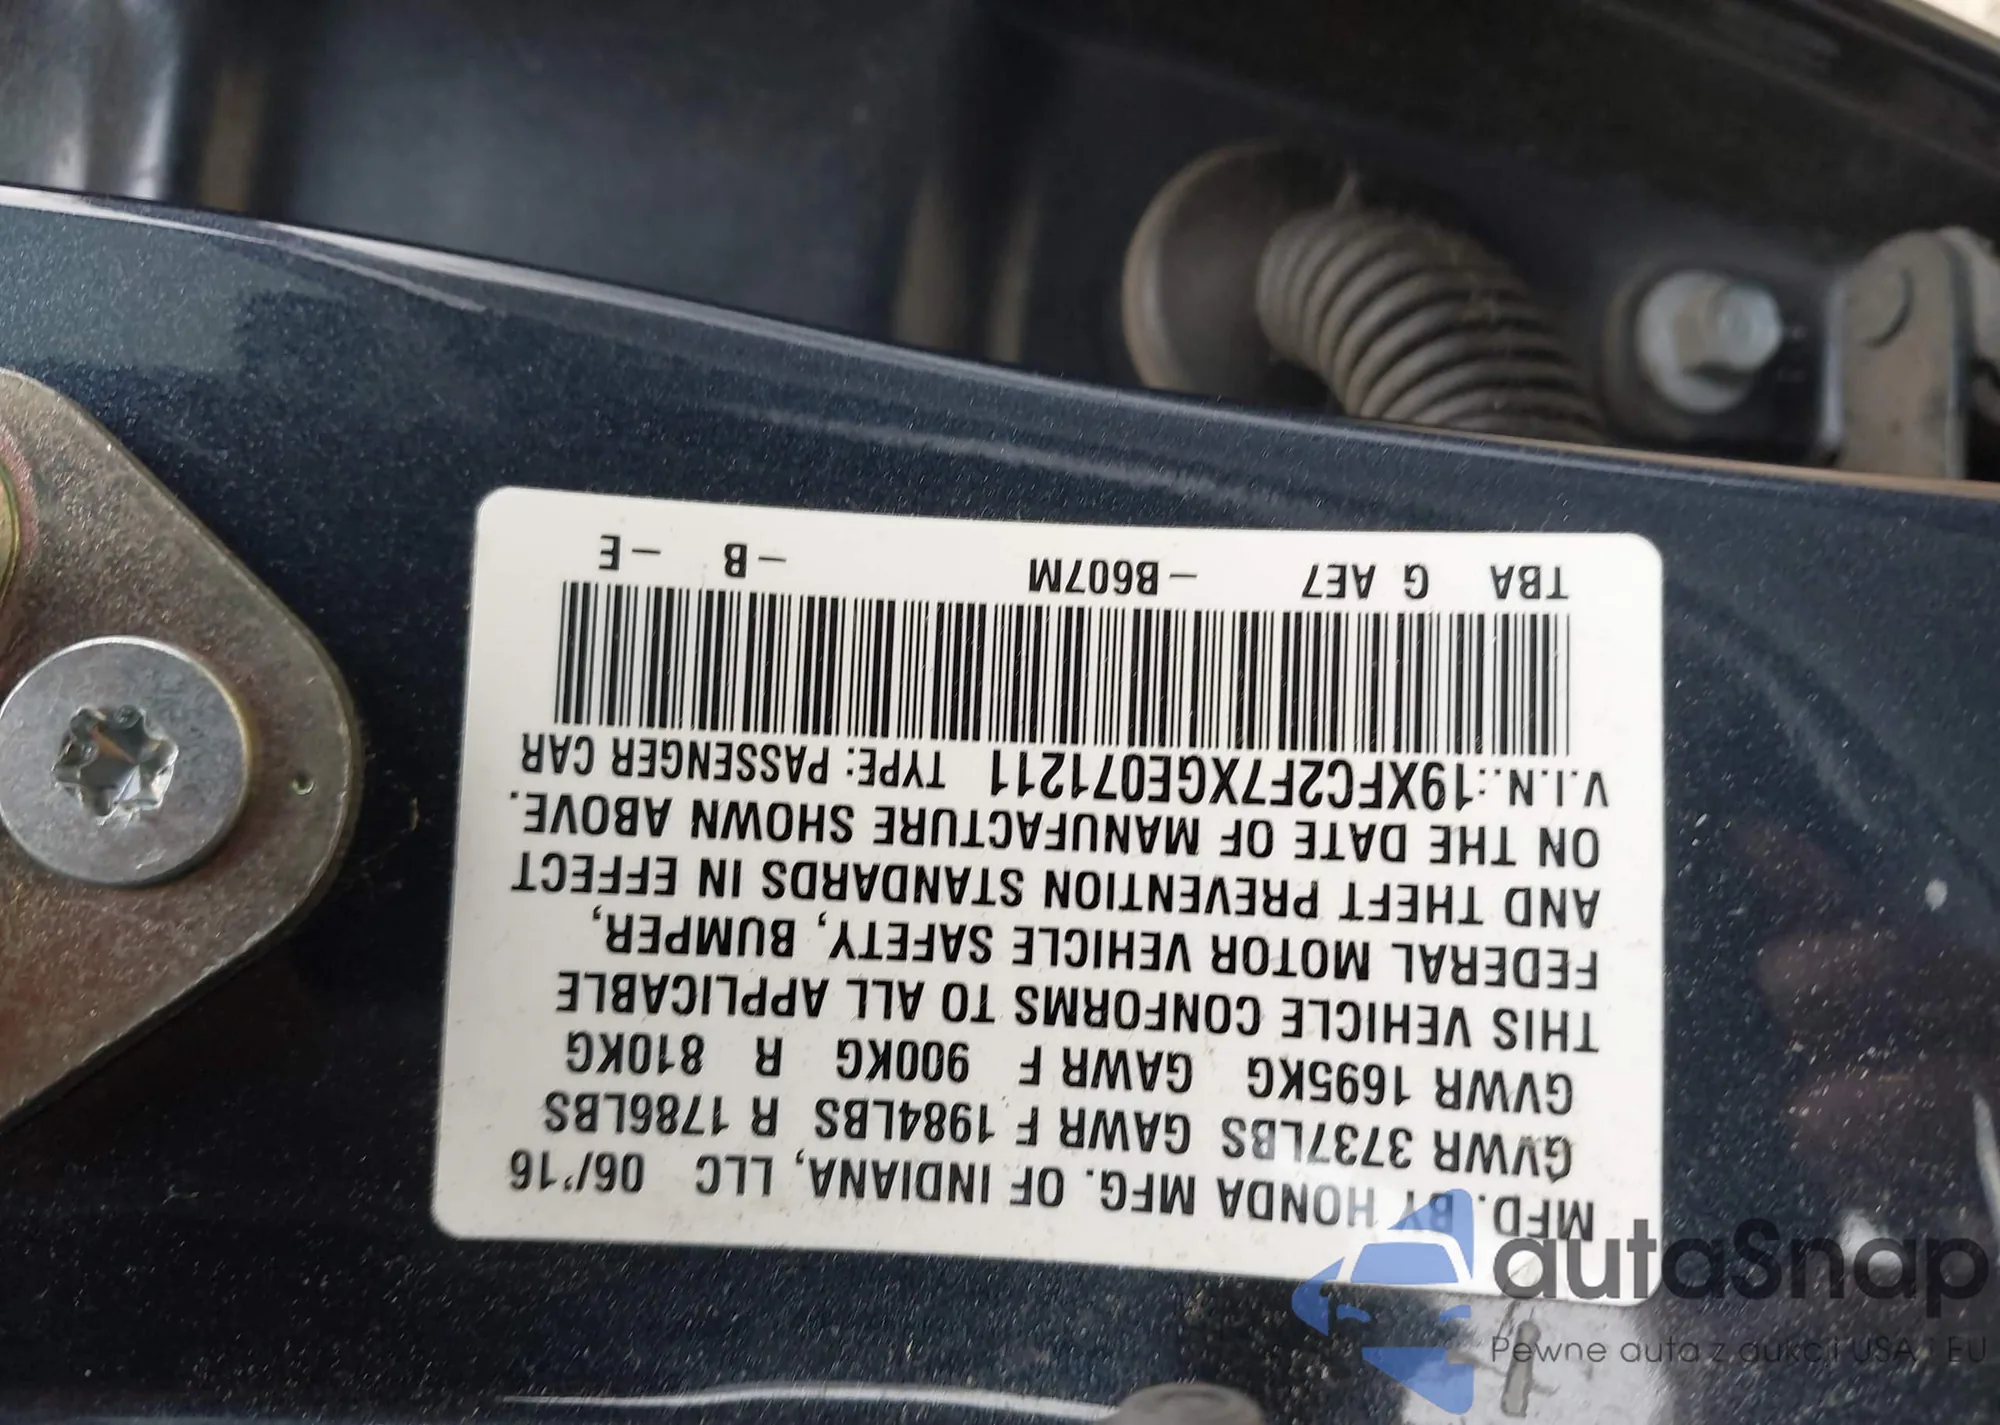 MFD. BY HONDA MFG. OF INDIANA, LLC 06/'16
GVWR 3737LBS GAWR F 1984LBS R 1786LBS
GVWR 1695KG GAWR F 900KG R 810KG
THIS VEHICLE CONFORMS TO ALL APPLICABLE
FEDERAL MOTOR VEHICLE SAFETY, BUMPER,
AND THEFT PREVENTION STANDARDS IN EFFECT
ON THE DATE OF MANUFACTURE SHOWN ABOVE.
V.I.N.:19XFC2F7XGE071211 TYPE: PASSENGER CAR
TBA G AE7 –B607M –B –E
autaSnap
Pewne auta z aukcji USA i EU